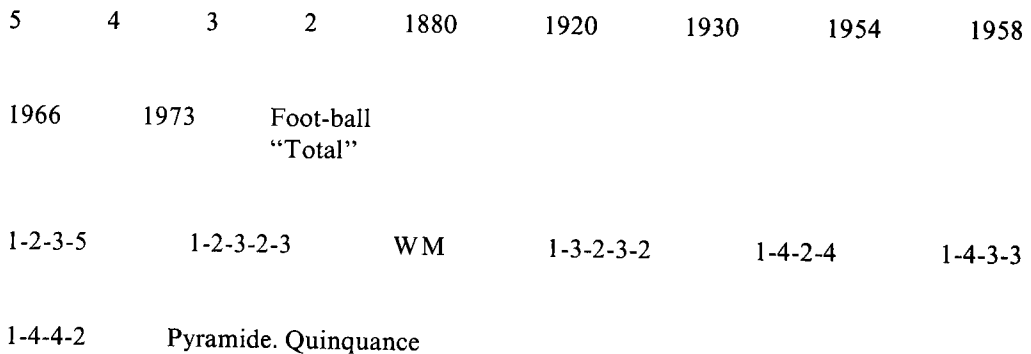 5 4 3 2 1880 1920 1930 1954 1958
1966 1973 Foot-ball
“Total”
1-2-3-5 1-2-3-2-3 WM 1-3-2-3-2 1-4-2-4 1-4-3-3
1-4-4-2 Pyramide. Quinquance